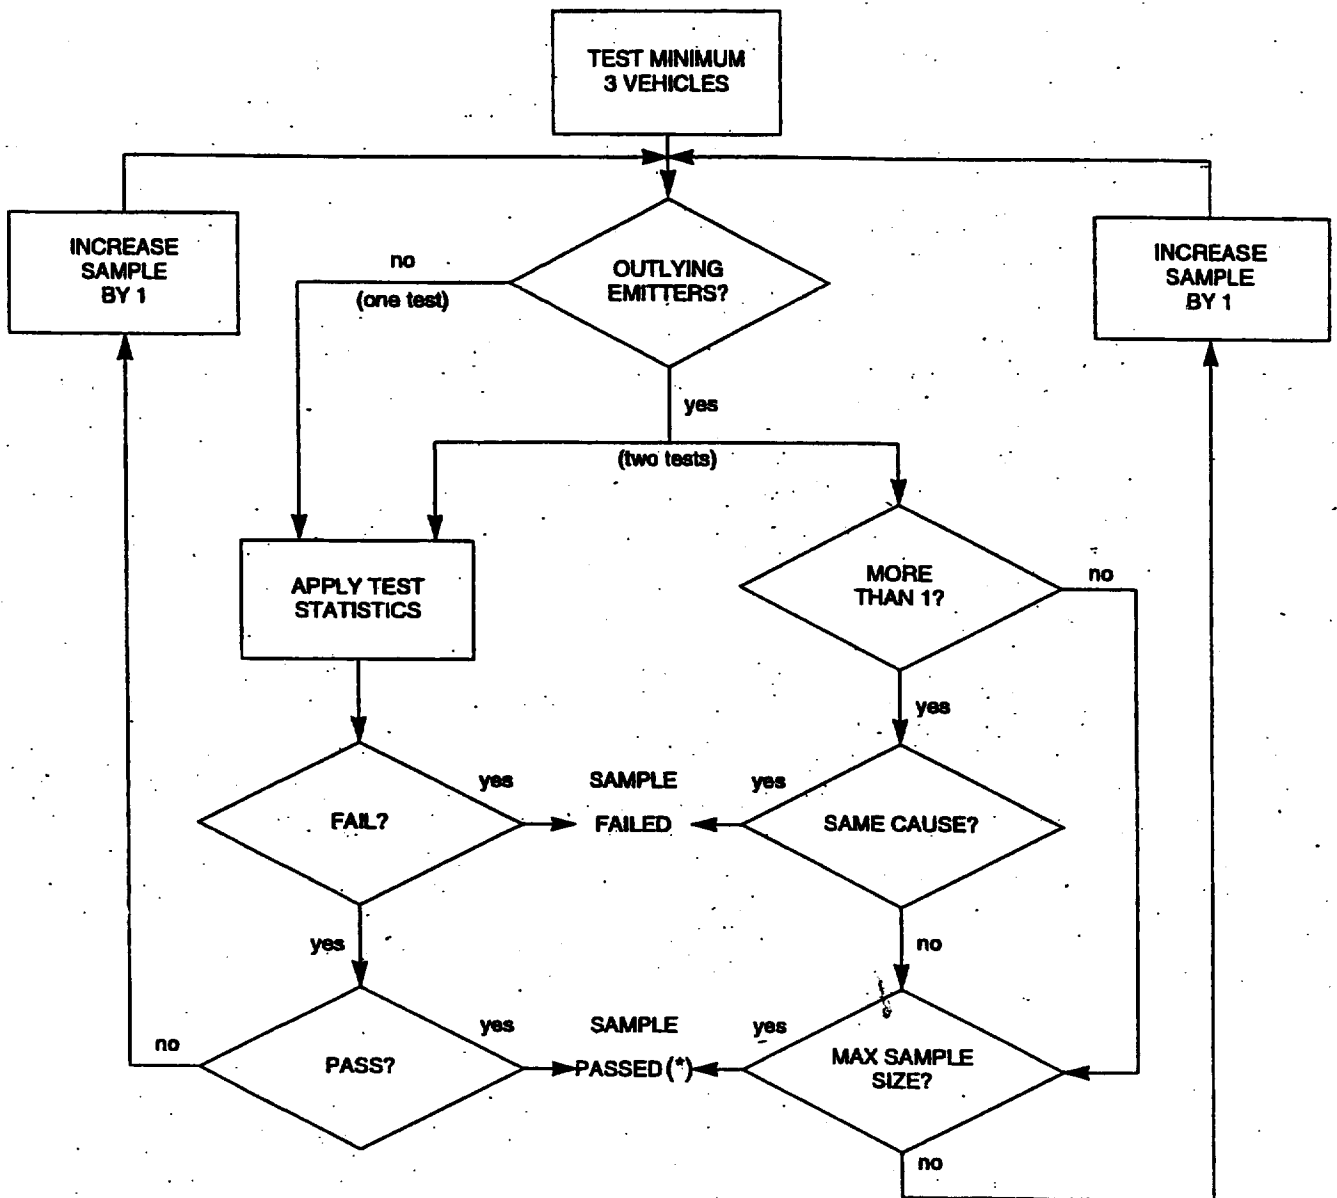 TEST MINIMUM
3 VEHICLES
INCREASE
SAMPLE
BY 1
INCREASE
SAMPLE
BY 1
OUTLYING
EMITTERS?
no
(one test)
yes
(two tests)
APPLY TEST
STATISTICS
MORE
THAN 1?
no
yes
FAIL?
yes
SAMPLE
FAILED
yes
SAME CAUSE?
yes
no
PASS?
no
yes
SAMPLE
PASSED (*)
yes
MAX SAMPLE
SIZE?
no